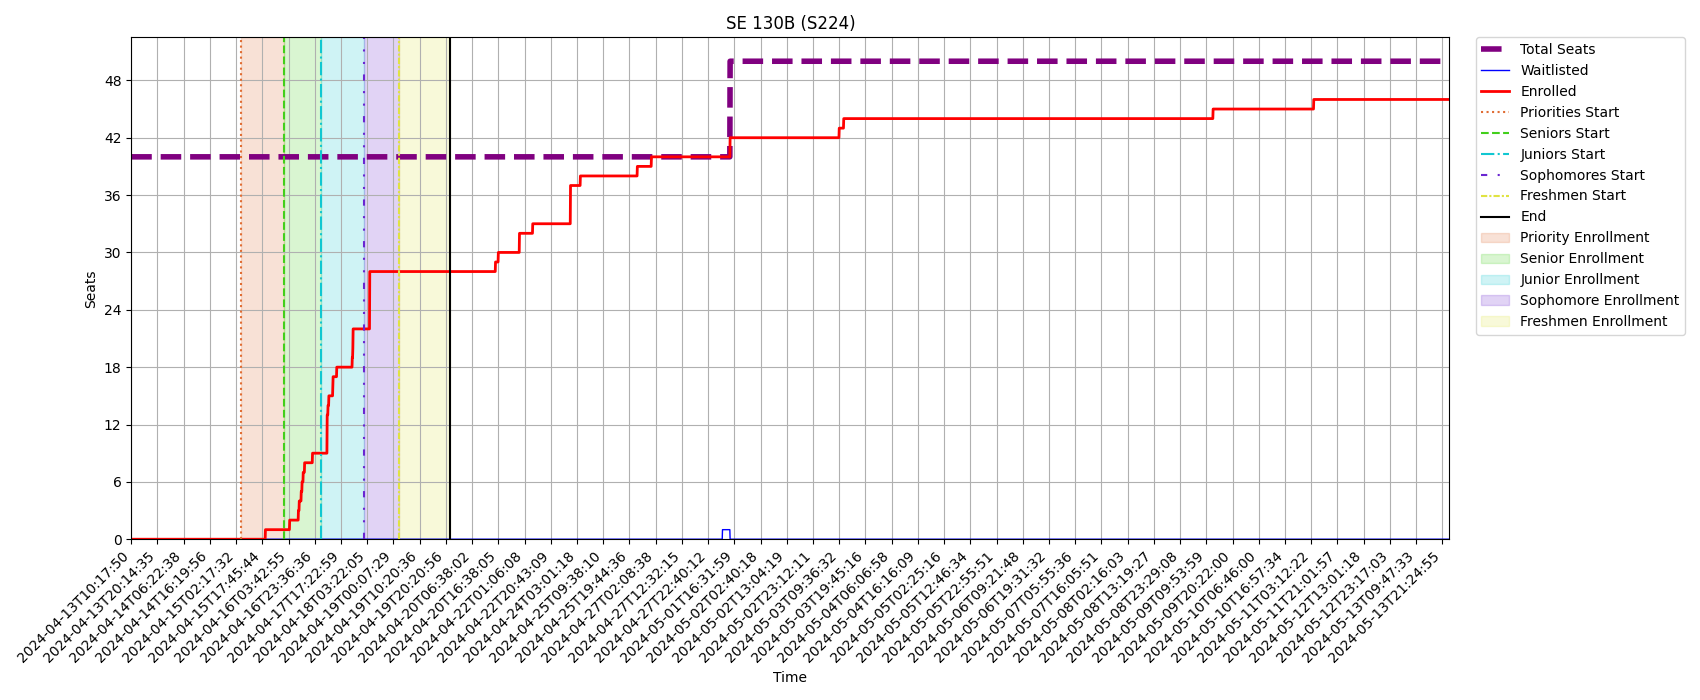 SE 130B (S224)
Seats
48
42
36
30
24
18
12
6
0
2024-04-13T10:17:50
2024-04-13T20:14:35
2024-04-14T06:22:38
2024-04-14T16:19:56
2024-04-15T02:17:32
2024-04-15T17:45:44
2024-04-16T03:42:55
2024-04-16T23:36:36
2024-04-17T17:22:59
2024-04-18T03:22:05
2024-04-19T00:07:29
2024-04-19T10:20:36
2024-04-19T20:20:56
2024-04-20T06:38:02
2024-04-20T16:38:05
2024-04-22T01:06:08
2024-04-22T20:43:09
2024-04-24T03:01:18
2024-04-25T09:38:10
2024-04-25T19:44:36
2024-04-27T02:08:38
2024-04-27T12:32:15
2024-04-27T22:40:12
2024-05-01T16:31:59
2024-05-02T02:40:18
2024-05-02T13:04:19
2024-05-02T23:12:11
2024-05-03T09:36:32
2024-05-03T19:45:16
2024-05-04T06:06:58
2024-05-04T16:16:09
2024-05-05T02:25:16
2024-05-05T12:46:34
2024-05-05T22:55:51
2024-05-06T09:21:48
2024-05-06T19:31:32
2024-05-07T05:55:36
2024-05-07T16:05:51
2024-05-08T02:16:03
2024-05-08T13:19:27
2024-05-08T23:29:08
2024-05-09T09:53:59
2024-05-09T20:22:00
2024-05-10T06:46:00
2024-05-10T16:57:34
2024-05-11T03:12:22
2024-05-11T21:01:57
2024-05-12T13:01:18
2024-05-12T23:17:03
2024-05-13T09:47:33
2024-05-13T21:24:55
Time
Total Seats
Waitlisted
Enrolled
Priorities Start
Seniors Start
Juniors Start
Sophomores Start
Freshmen Start
End
Priority Enrollment
Senior Enrollment
Junior Enrollment
Sophomore Enrollment
Freshmen Enrollment